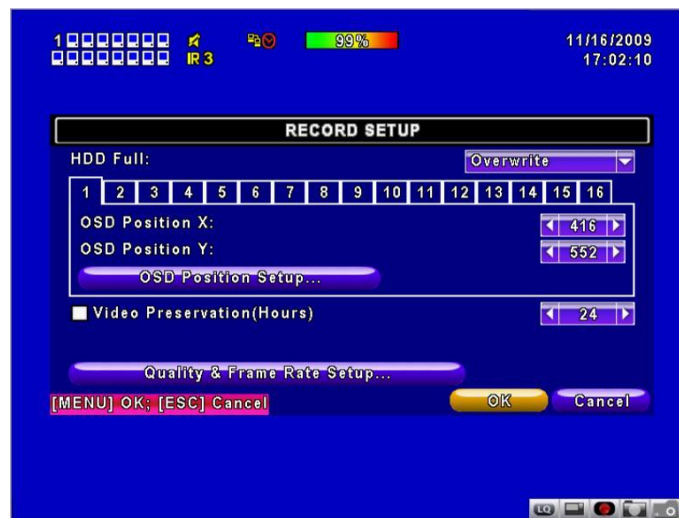 1
IR 3
99%
11/16/2009
17:02:10
RECORD SETUP
HDD Full:
Overwrite
1 2 3 4 5 6 7 8 9 10 11 12 13 14 15 16
OSD Position X:
416
OSD Position Y:
552
OSD Position Setup...
Video Preservation(Hours)
24
Quality & Frame Rate Setup...
[MENU] OK; [ESC] Cancel
OK
Cancel
LQ